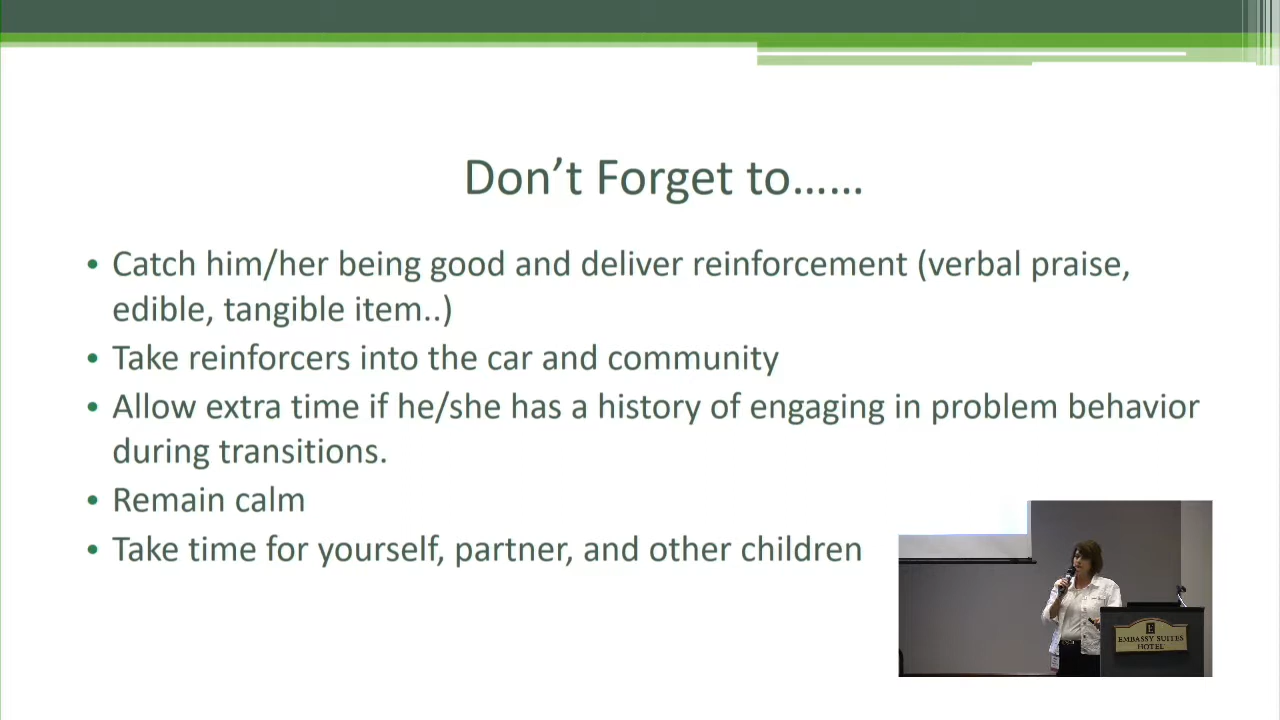 Don’t Forget to……
• Catch him/her being good and deliver reinforcement (verbal praise,
edible, tangible item..)
• Take reinforcers into the car and community
• Allow extra time if he/she has a history of engaging in problem behavior
during transitions.
• Remain calm
• Take time for yourself, partner, and other children
E
EMBASSY SUITES
HOTEL